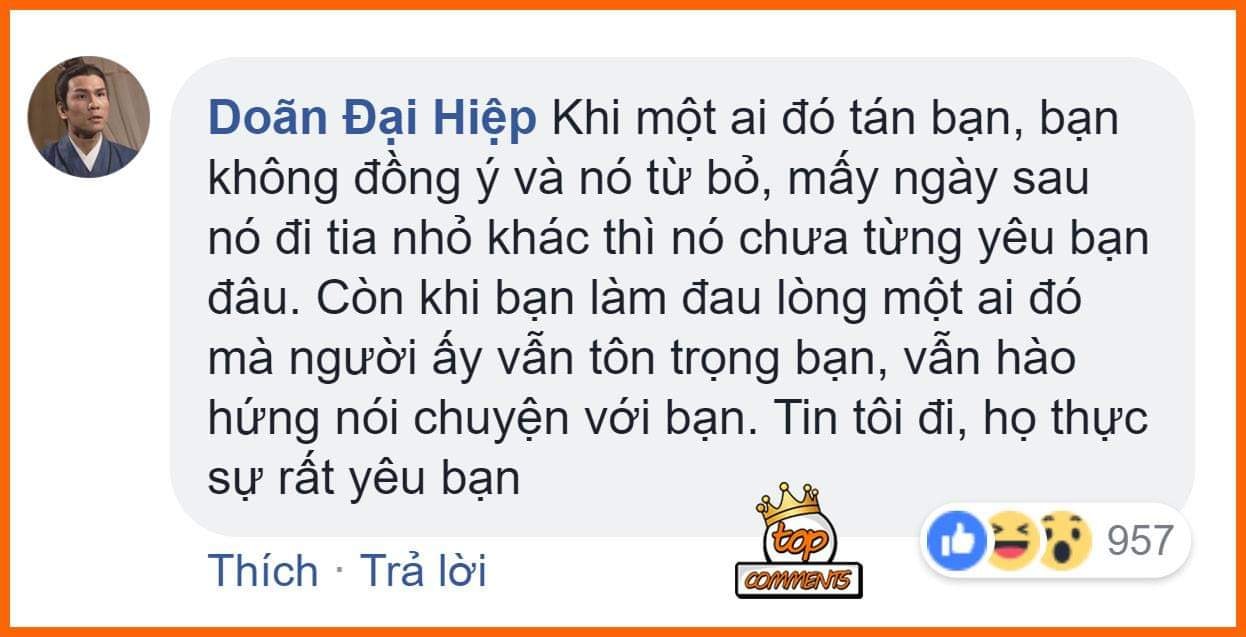 Doãn Đại Hiệp Khi một ai đó tán bạn, bạn
không đồng ý và nó từ bỏ, mấy ngày sau
nó đi tia nhỏ khác thì nó chưa từng yêu bạn
đâu. Còn khi bạn làm đau lòng một ai đó
mà người ấy vẫn tôn trọng bạn, vẫn hào
hứng nói chuyện với bạn. Tin tôi đi, họ thực
sự rất yêu bạn
Thích · Trả lời
top
COMMENTS
957